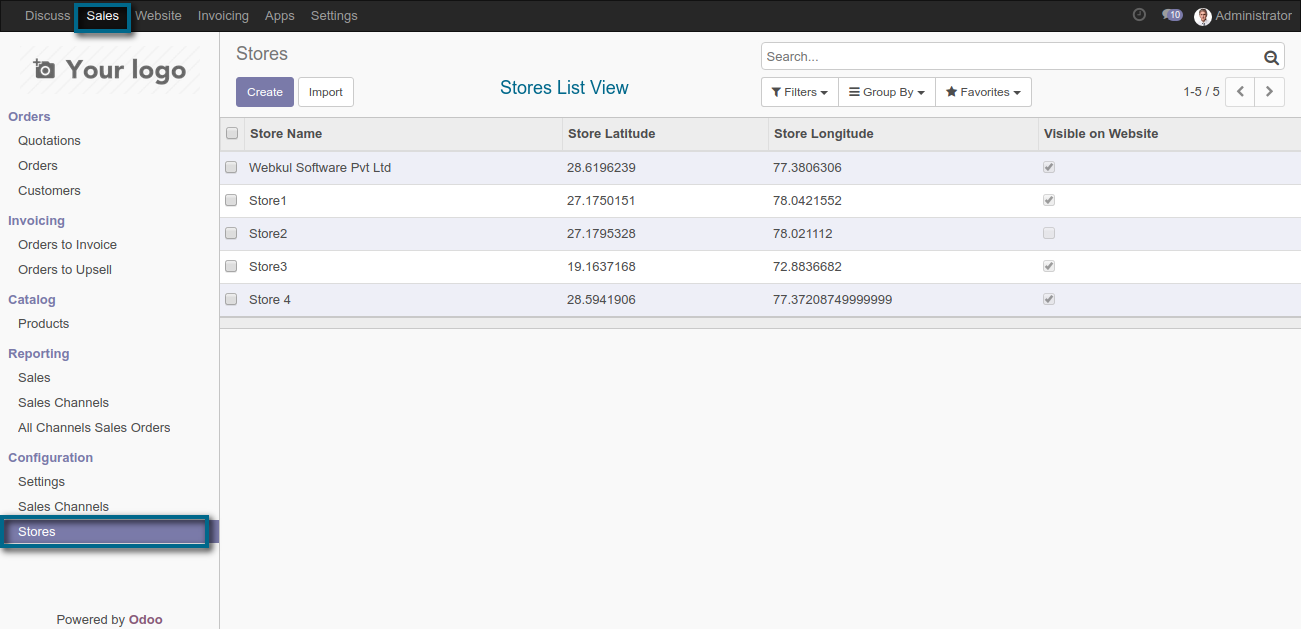 Discuss Sales Website Invoicing Apps Settings 10 Administrator
Your logo
Orders
Quotations
Orders
Customers
Invoicing
Orders to Invoice
Orders to Upsell
Catalog
Products
Reporting
Sales
Sales Channels
All Channels Sales Orders
Configuration
Settings
Sales Channels
Stores
Powered by Odoo
Stores
Search...
Create Import
Stores List View
Filters Group By Favorites 1-5 / 5
Store Name Store Latitude Store Longitude Visible on Website
Webkul Software Pvt Ltd 28.6196239 77.3806306
Store1 27.1750151 78.0421552
Store2 27.1795328 78.021112
Store3 19.1637168 72.8836682
Store 4 28.5941906 77.37208749999999